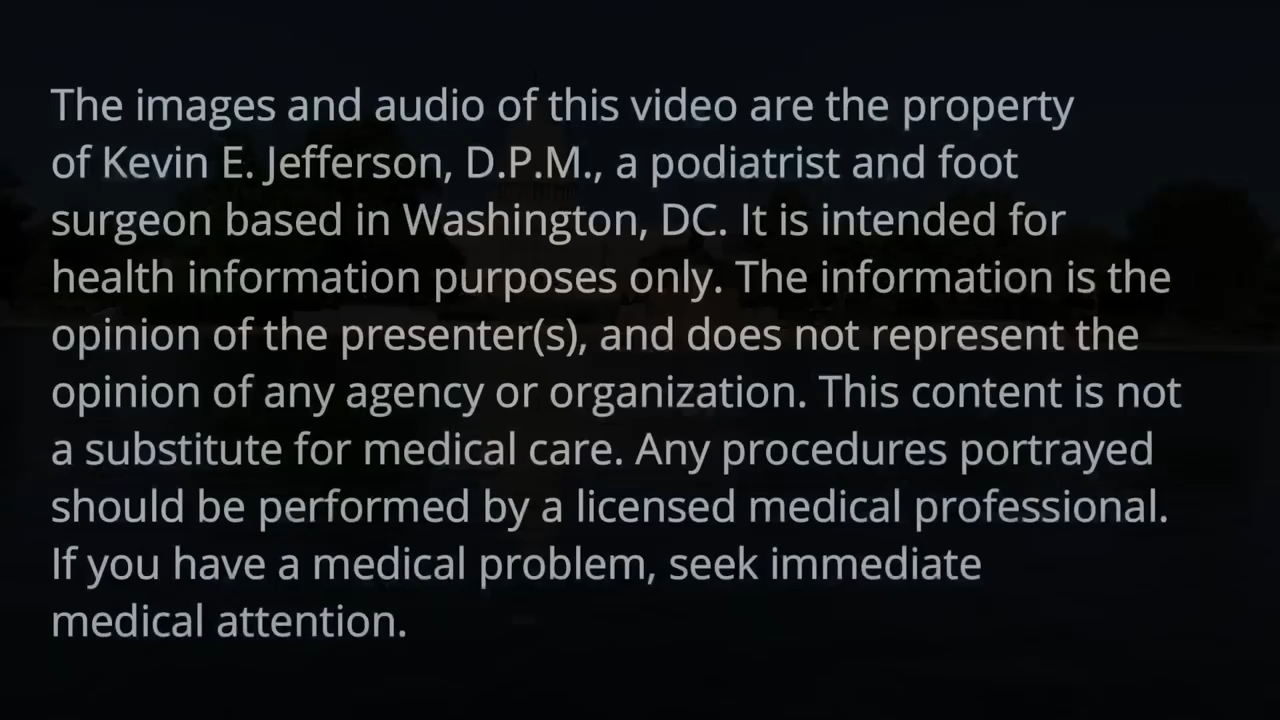 The images and audio of this video are the property
of Kevin E. Jefferson, D.P.M., a podiatrist and foot
surgeon based in Washington, DC. It is intended for
health information purposes only. The information is the
opinion of the presenter(s), and does not represent the
opinion of any agency or organization. This content is not
a substitute for medical care. Any procedures portrayed
should be performed by a licensed medical professional.
If you have a medical problem, seek immediate
medical attention.